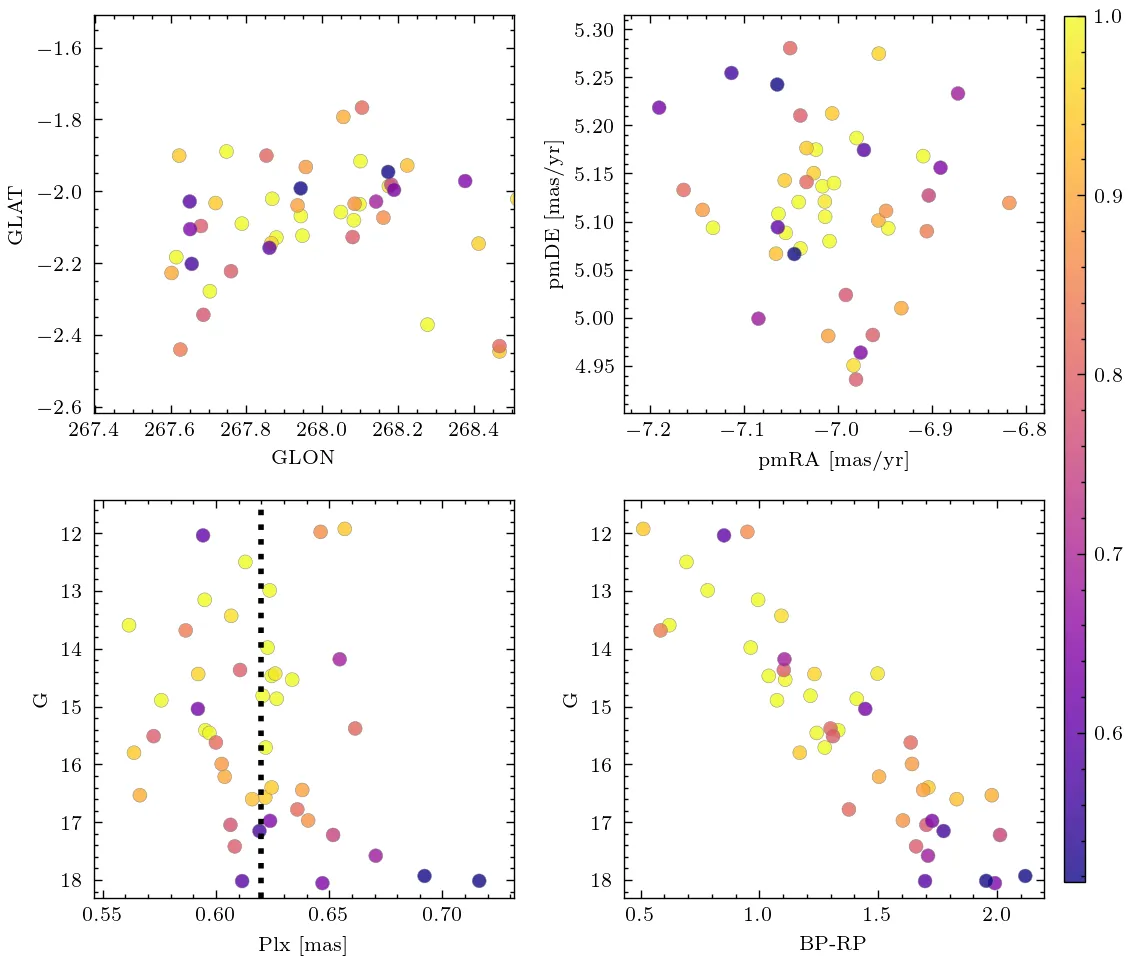 −1.6
−1.8
−2.0
−2.2
−2.4
−2.6
GLAT
267.4 267.6 267.8 268.0 268.2 268.4
GLON
5.30
5.25
5.20
5.15
5.10
5.05
5.00
4.95
pmDE [mas/yr]
−7.2 −7.1 −7.0 −6.9 −6.8
pmRA [mas/yr]
1.0
0.9
0.8
0.7
0.6
12
13
14
15
16
17
18
G
0.55 0.60 0.65 0.70
Plx [mas]
12
13
14
15
16
17
18
G
0.5 1.0 1.5 2.0
BP-RP